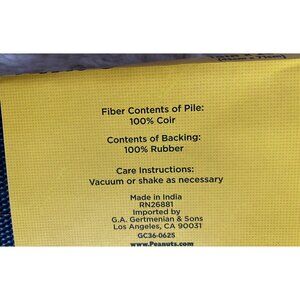 Fiber Contents of Pile:
100% Coir
Contents of Backing:
100% Rubber
Care Instructions:
Vacuum or shake as necessary
Made in India
RN26881
Imported by
G.A. Gertmenian & Sons
Los Angeles, CA 90031
GC36-0625
www.Peanuts.com